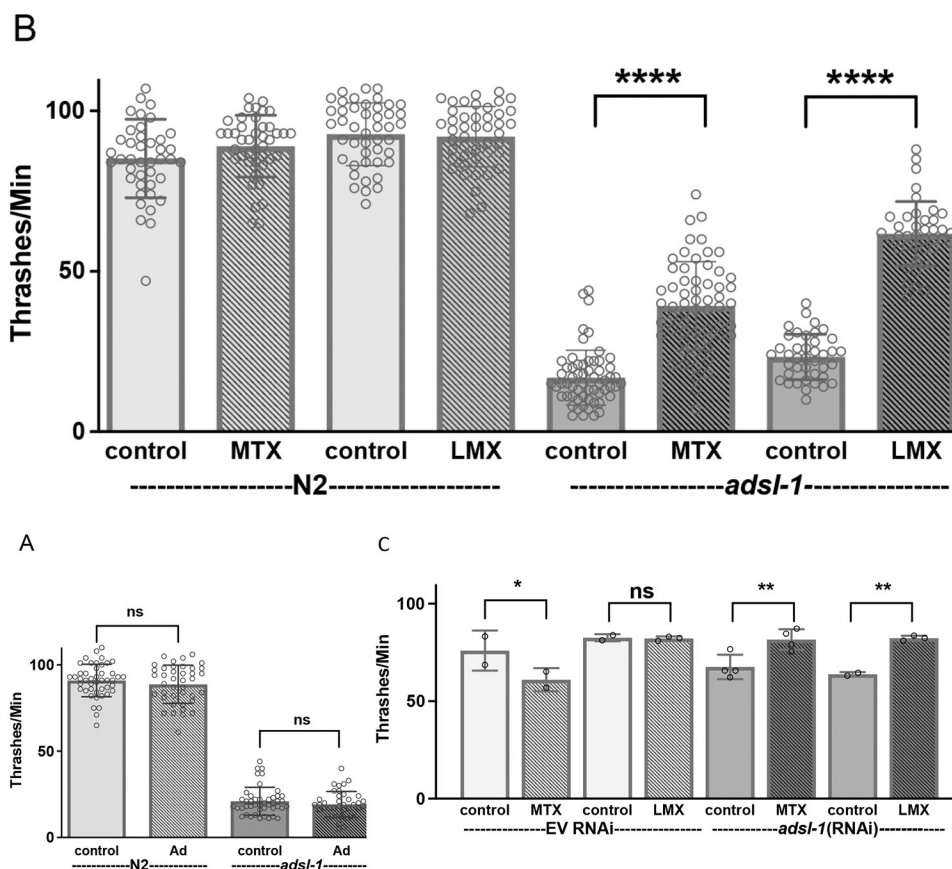 B
**** ****
100
50
0
Thrashes/Min
control MTX control LMX control MTX control LMX
N2 adsl-1
A
ns
ns
100
50
0
Thrashes/Min
control Ad control Ad
N2 adsl-1
C
* ns ** **
100
50
0
Thrashes/Min
control MTX control LMX control MTX control LMX
EV RNAi adsl-1(RNAi)